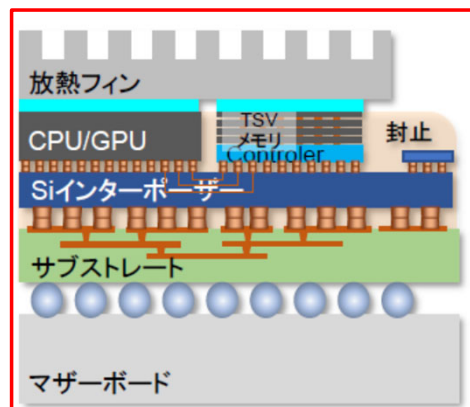 放熱フィン
CPU/GPU
TSV
メモリ
Controler
封止
Siインターポーザー
サブストレート
マザーボード